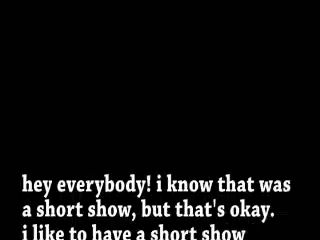 hey everybody! i know that was
a short show, but that's okay.
i like to have a short show